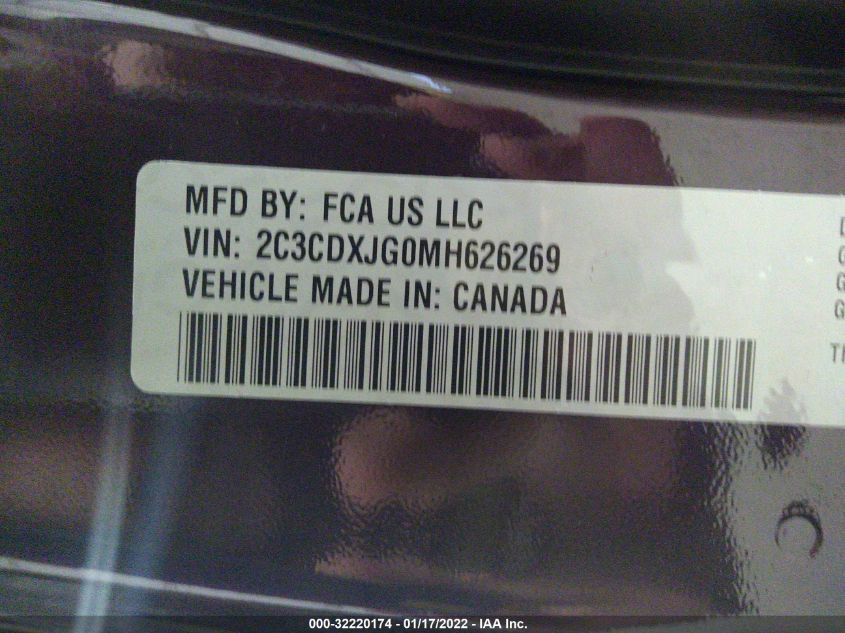 MFD BY: FCA US LLC
VIN: 2C3CDXJG0MH626269
VEHICLE MADE IN: CANADA
000-32220174 - 01/17/2022 - IAA Inc.